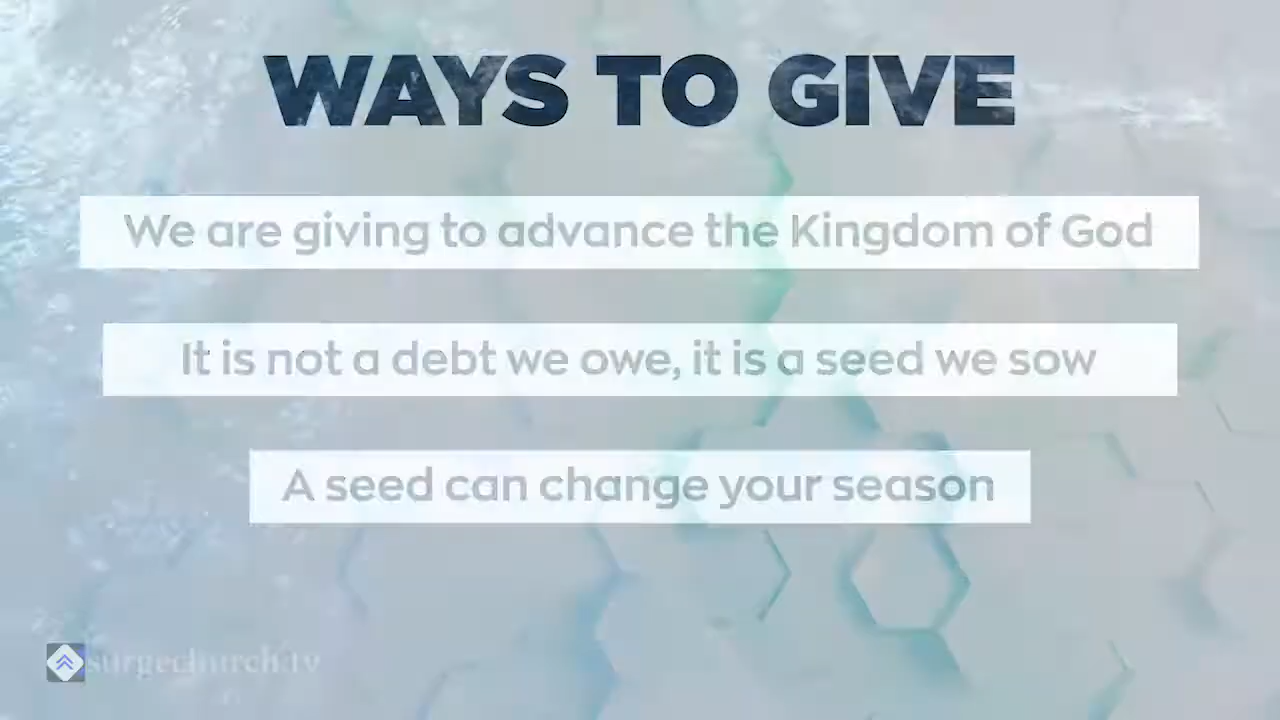 WAYS TO GIVE
We are giving to advance the Kingdom of God
It is not a debt we owe, it is a seed we sow
A seed can change your season
surgechurch.tv